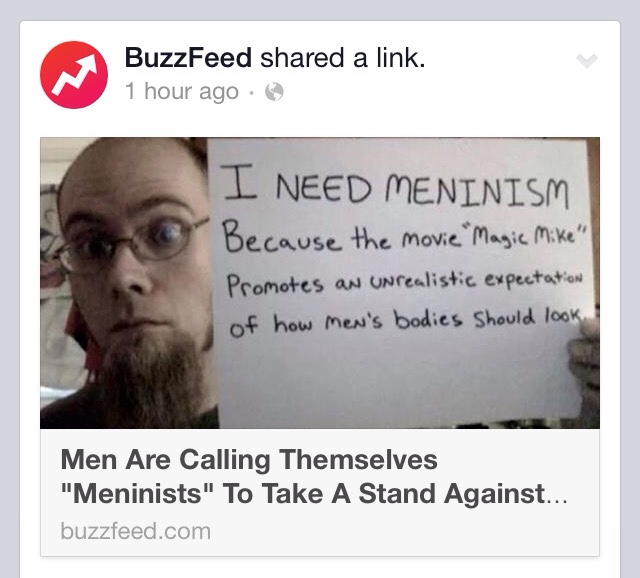 BuzzFeed shared a link.
1 hour ago ·
I NEED MENINISM
Because the movie "Magic Mike"
Promotes an unrealistic expectation
of how men's bodies should look
Men Are Calling Themselves
"Meninists" To Take A Stand Against...
buzzfeed.com